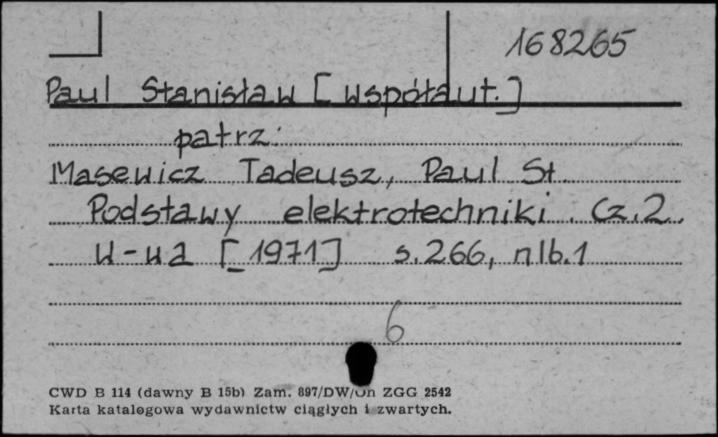 168265
Paul Stanisław [współaut.]
patrz:
Masewicz Tadeusz, Paul St.
Podstawy elektrotechniki. Cz.2.
W-wa [1971] s.266, nlb.1
6
CWD B 114 (dawny B 15b) Zam. 897/DW/Un ZGG 2542
Karta katalogowa wydawnictw ciągłych i zwartych.